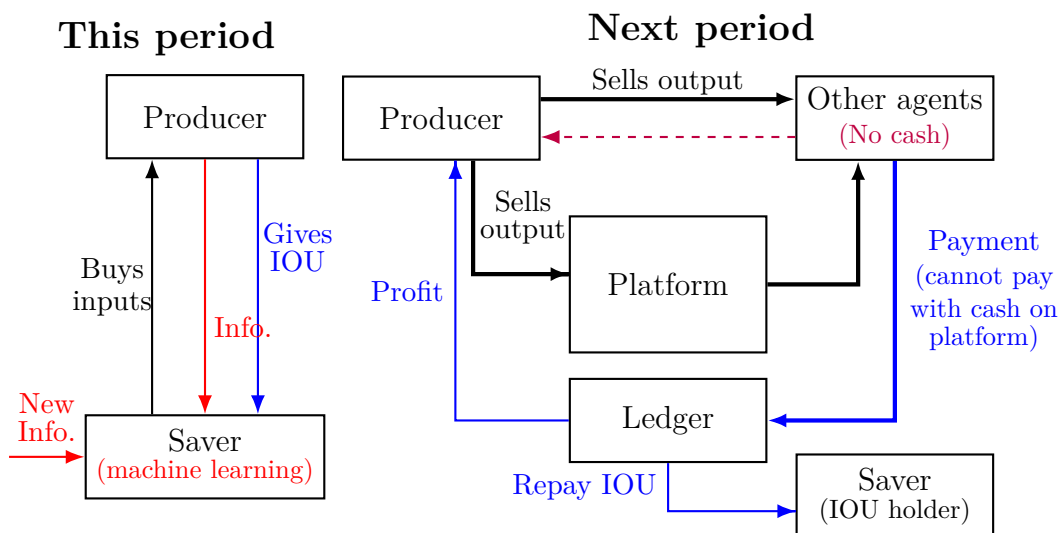 This period
Producer
Buys
inputs
Info.
Gives
IOU
New
Info.
Saver
(machine learning)
Next period
Producer
Sells output
Other agents
(No cash)
Sells
output
Platform
Profit
Payment
(cannot pay
with cash on
platform)
Ledger
Repay IOU
Saver
(IOU holder)